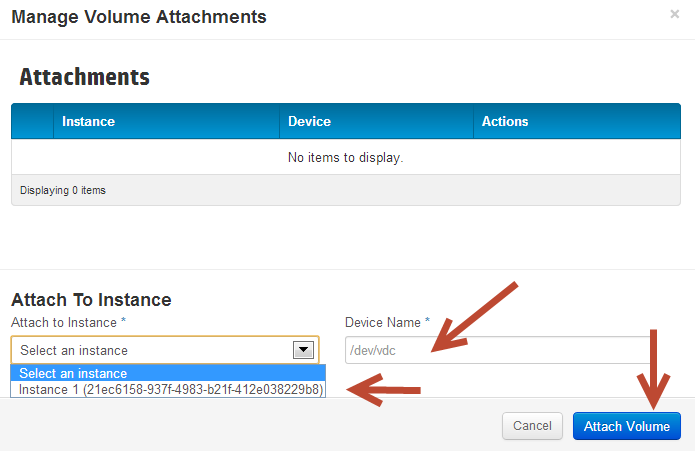 Manage Volume Attachments
×
Attachments
Instance Device Actions
No items to display.
Displaying 0 items
Attach To Instance
Attach to Instance * Device Name *
Select an instance /dev/vdc
Select an instance
Instance 1 (21ec6158-937f-4983-b21f-412e038229b8)
Cancel Attach Volume